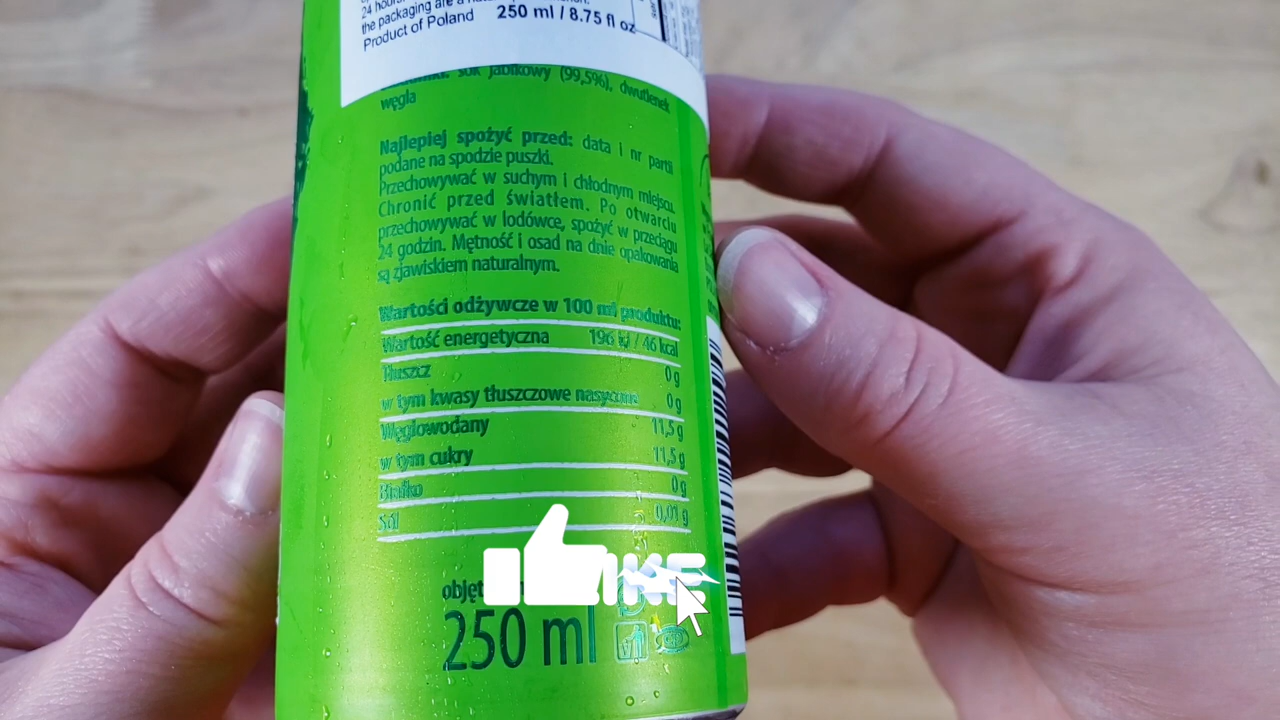 24 hours.
the packaging are a
Product of Poland 250 ml / 8.75 fl oz
sok jabłkowy (99,5%), dwutlenek
węgla
Najlepiej spożyć przed: data i nr partii
podane na spodzie puszki.
Przechowywać w suchym i chłodnym miejscu.
Chronić przed światłem. Po otwarciu
przechowywać w lodówce, spożyć w przeciągu
24 godzin. Mętność i osad na dnie opakowania
są zjawiskiem naturalnym.
Wartości odżywcze w 100 ml produktu:
Wartość energetyczna 196 kJ / 46 kcal
Tłuszcz 0 g
w tym kwasy tłuszczowe nasycone 0 g
Węglowodany 11,5 g
w tym cukry 11,5 g
Białko 0 g
Sól 0,01 g
250 ml